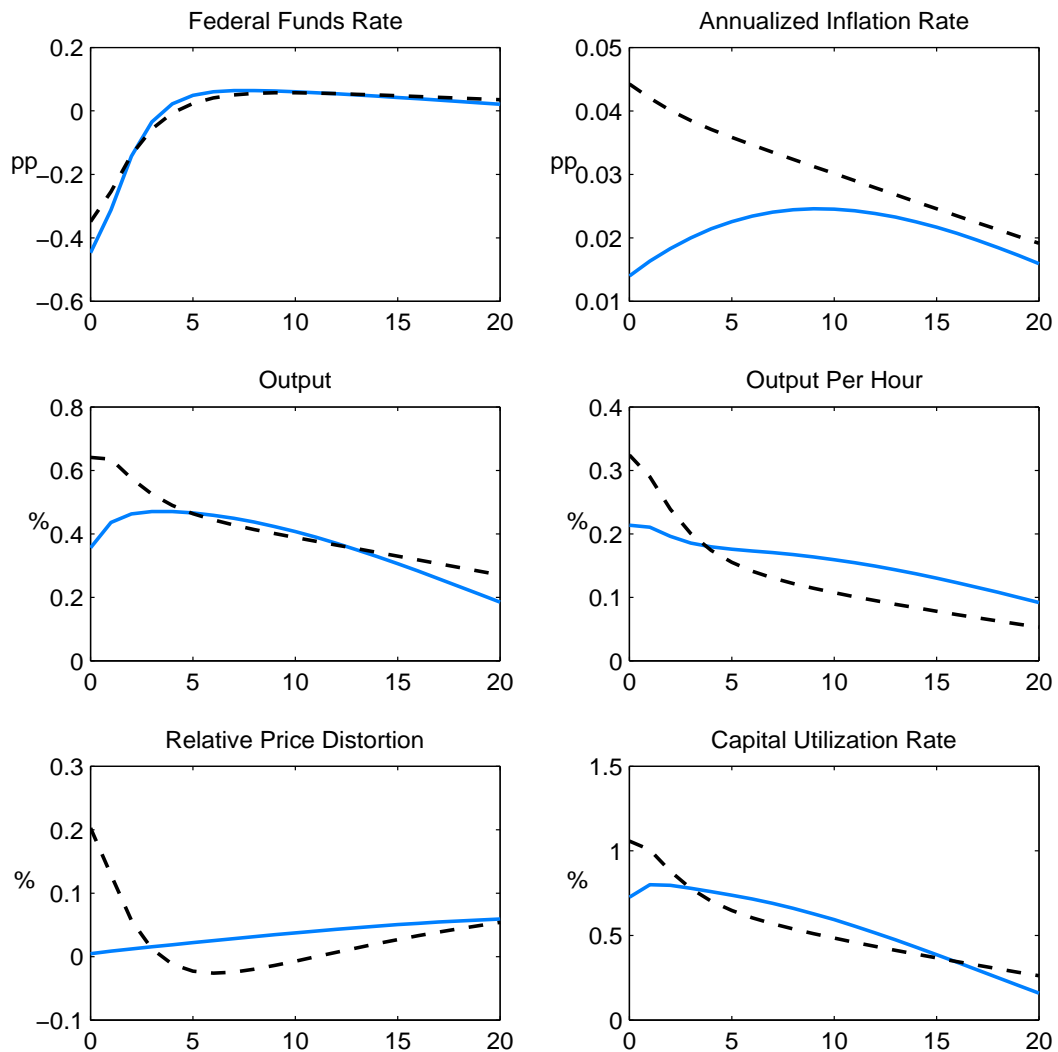 Federal Funds Rate
0.2
0
−0.2
−0.4
−0.6
pp
0 5 10 15 20
Annualized Inflation Rate
0.05
0.04
0.03
0.02
0.01
pp
0 5 10 15 20
Output
0.8
0.6
0.4
0.2
0
%
0 5 10 15 20
Output Per Hour
0.4
0.3
0.2
0.1
0
%
0 5 10 15 20
Relative Price Distortion
0.3
0.2
0.1
0
−0.1
%
0 5 10 15 20
Capital Utilization Rate
1.5
1
0.5
0
%
0 5 10 15 20